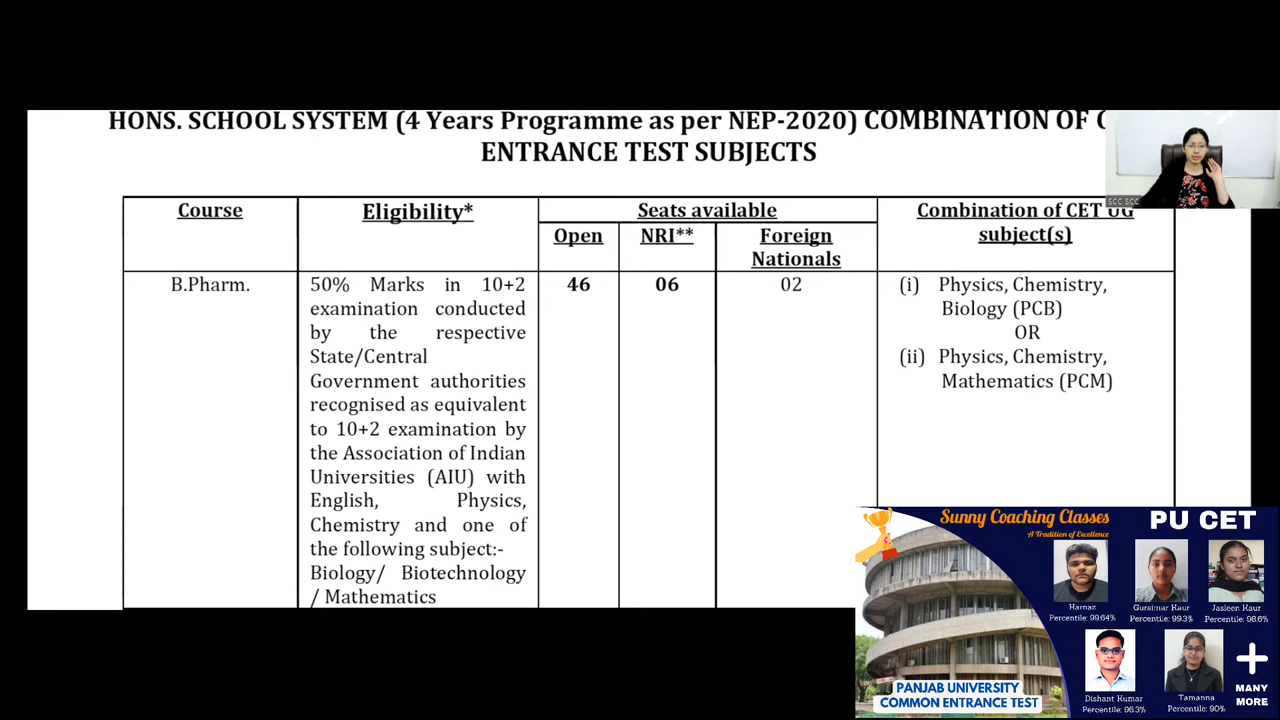 HONS. SCHOOL SYSTEM (4 Years Programme as per NEP-2020) COMBINATION OF
ENTRANCE TEST SUBJECTS
Course
Eligibility*
Seats available
Open
NRI**
Foreign
Nationals
Combination of CET UG
subject(s)
B.Pharm.
50% Marks in 10+2
examination conducted
by the respective
State/Central
Government authorities
recognised as equivalent
to 10+2 examination by
the Association of Indian
Universities (AIU) with
English, Physics,
Chemistry and one of
the following subject:-
Biology/ Biotechnology
/ Mathematics
46
06
02
(i) Physics, Chemistry,
Biology (PCB)
OR
(ii) Physics, Chemistry,
Mathematics (PCM)
SCC SCC
Sunny Coaching Classes
A Tradition of Excellence
PU CET
Harnaz
Percentile: 99.64%
Gursimar Kaur
Percentile: 99.3%
Jasleen Kaur
Percentile: 96.6%
Dishant Kumar
Percentile: 96.3%
Tamanna
Percentile: 90%
+
MANY
MORE
PANJAB UNIVERSITY
COMMON ENTRANCE TEST